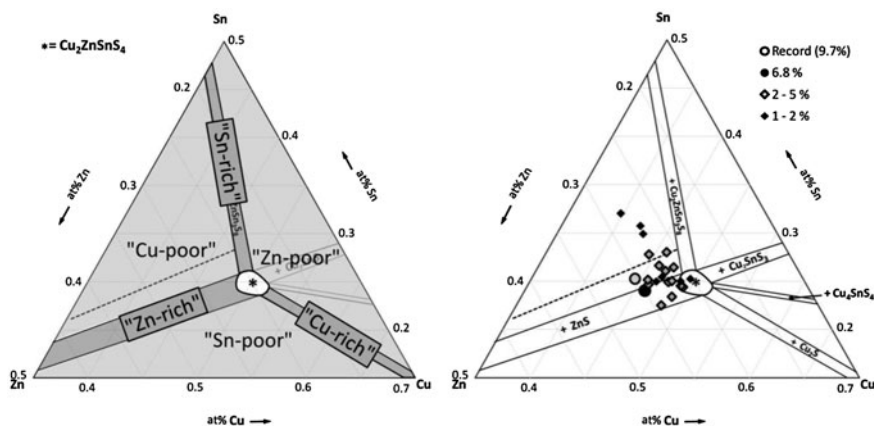 Sn
∗= Cu₂ZnSnS₄
0.5
0.2
0.4
at% Zn
at% Sn
"Sn-rich"
0.3
"Cu-poor"
"Zn-poor"
0.3
0.4
∗
"Zn-rich"
"Cu-rich"
"Sn-poor"
0.2
0.5
Zn
0.4
0.5
0.6
0.7
Cu
at% Cu
Sn
0.5
Record (9.7%)
6.8 %
2 - 5 %
1 - 2 %
0.2
0.4
at% Zn
at% Sn
0.3
+ Cu₂ZnSn₃S₈
0.3
+ Cu₂SnS₃
0.4
∗
+ Cu₄SnS₄
+ ZnS
+ Cu₂S
0.2
0.5
Zn
0.4
0.5
0.6
0.7
Cu
at% Cu